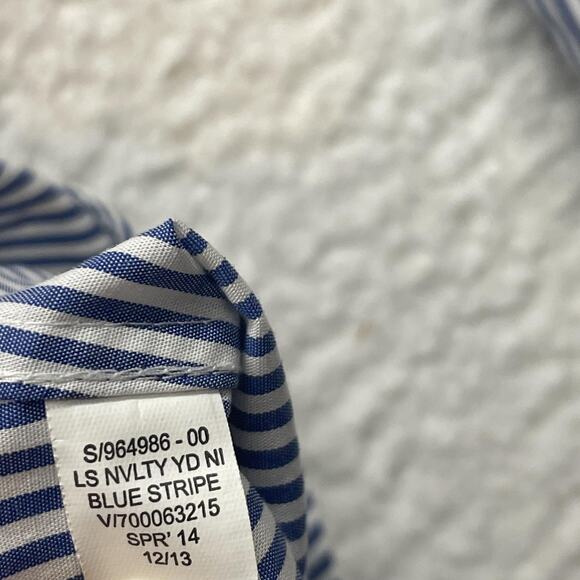 S/964986 - 00
LS NVLTY YD NI
BLUE STRIPE
V/700063215
SPR' 14
12/13